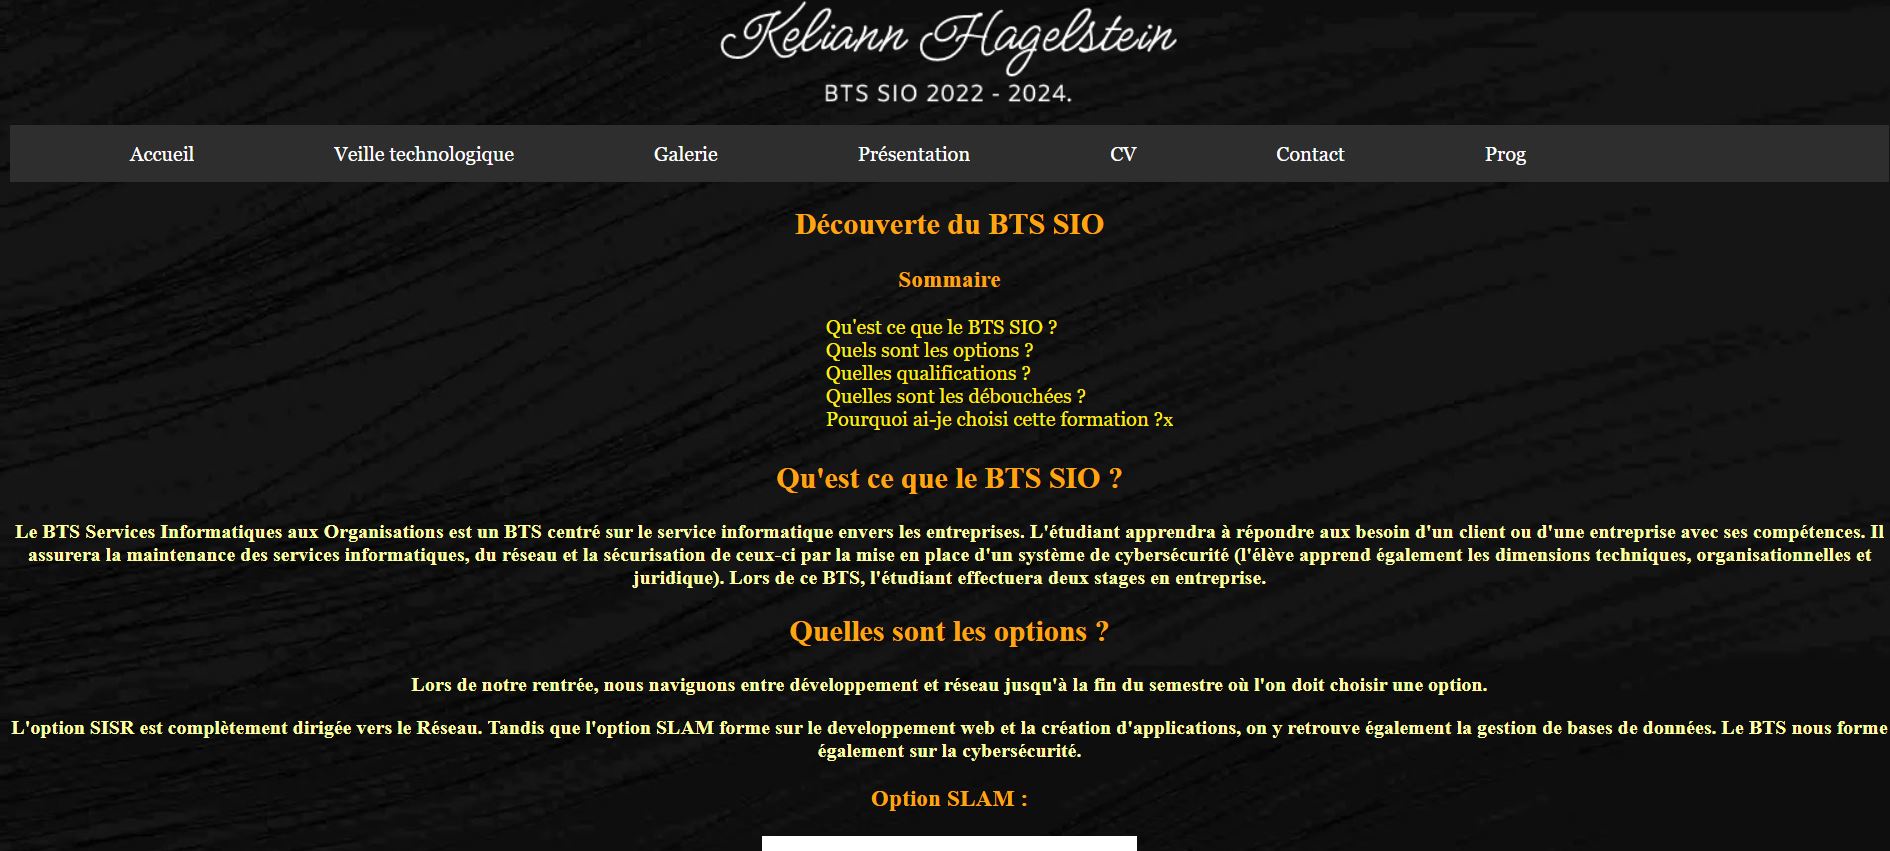 Keliann Hagelstein
BTS SIO 2022 - 2024.
Accueil Veille technologique Galerie Présentation CV Contact Prog
Découverte du BTS SIO
Sommaire
Qu'est ce que le BTS SIO ?
Quels sont les options ?
Quelles qualifications ?
Quelles sont les débouchées ?
Pourquoi ai-je choisi cette formation ?x
Qu'est ce que le BTS SIO ?
Le BTS Services Informatiques aux Organisations est un BTS centré sur le service informatique envers les entreprises. L'étudiant apprendra à répondre aux besoin d'un client ou d'une entreprise avec ses compétences. Il
assurera la maintenance des services informatiques, du réseau et la sécurisation de ceux-ci par la mise en place d'un système de cybersécurité (l'élève apprend également les dimensions techniques, organisationnelles et
juridique). Lors de ce BTS, l'étudiant effectuera deux stages en entreprise.
Quelles sont les options ?
Lors de notre rentrée, nous naviguons entre développement et réseau jusqu'à la fin du semestre où l'on doit choisir une option.
L'option SISR est complètement dirigée vers le Réseau. Tandis que l'option SLAM forme sur le developpement web et la création d'applications, on y retrouve également la gestion de bases de données. Le BTS nous forme
également sur la cybersécurité.
Option SLAM :